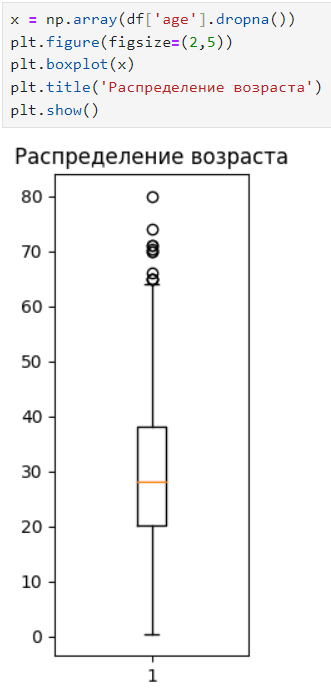 x = np.array(df['age'].dropna())
plt.figure(figsize=(2,5))
plt.boxplot(x)
plt.title('Распределение возраста')
plt.show()
Распределение возраста
80
70
60
50
40
30
20
10
0
1